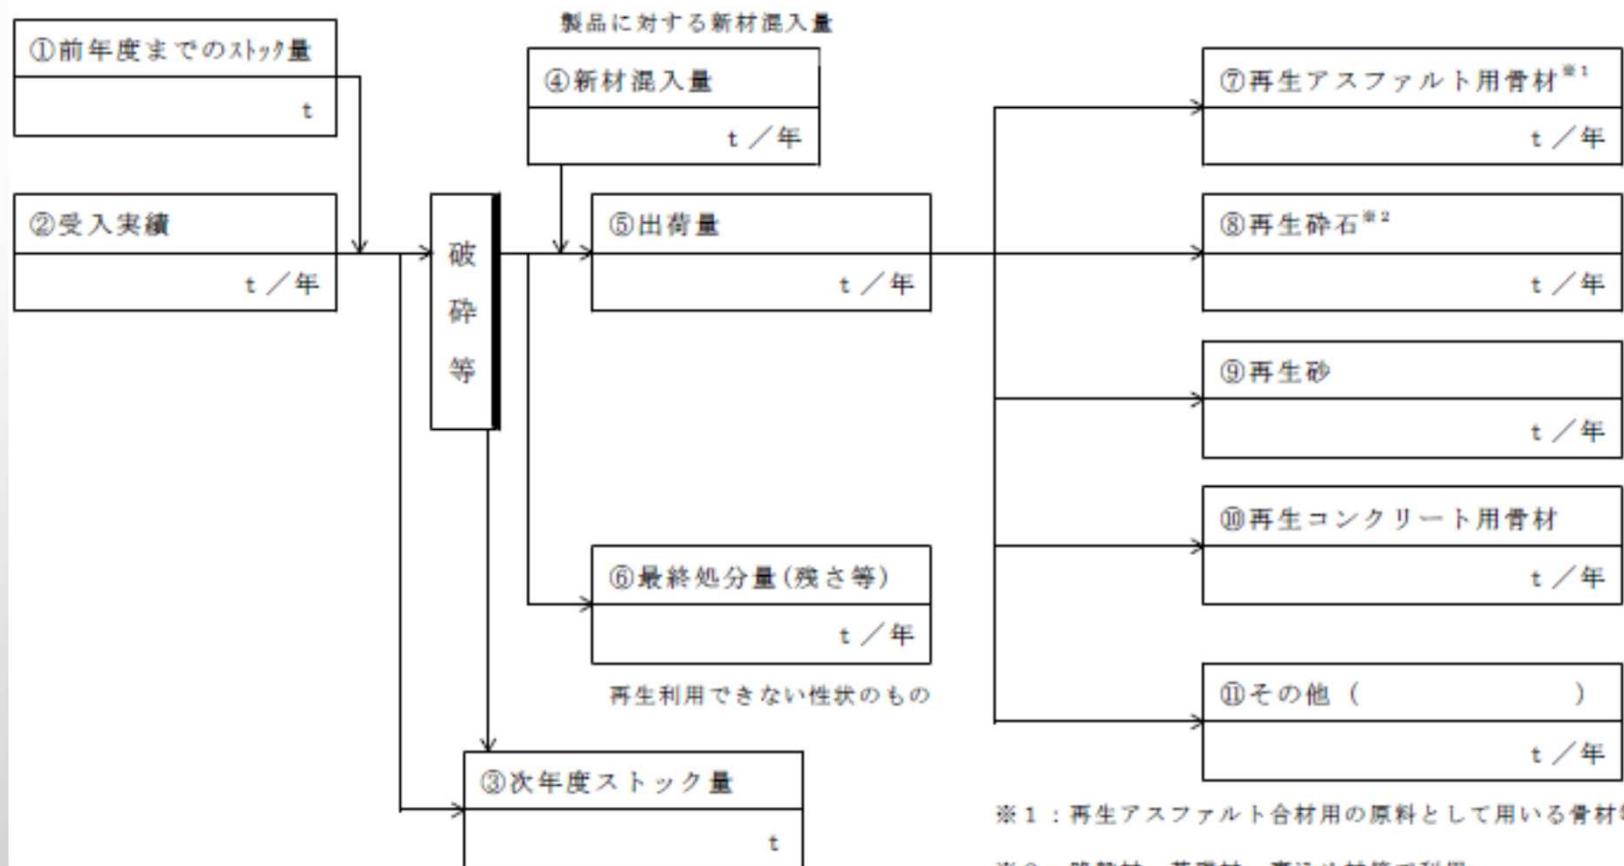 製品に対する新材混入量
①前年度までのｽﾄｯｸ量
t
④新材混入量
t／年
⑦再生アスファルト用骨材※1
t／年
②受入実績
t／年
破砕等
⑤出荷量
t／年
⑧再生砕石※2
t／年
⑨再生砂
t／年
⑩再生コンクリート用骨材
t／年
⑥最終処分量(残さ等)
t／年
再生利用できない性状のもの
⑪その他（　　　　　　　）
t／年
③次年度ストック量
t
※1：再生アスファルト合材用の原料として用いる骨材